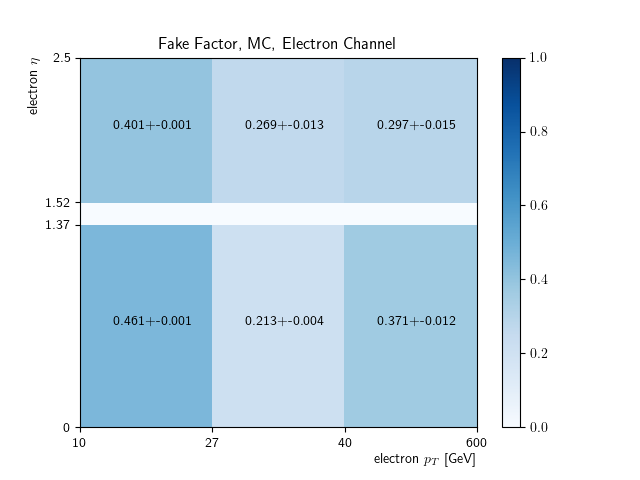 Fake Factor, MC, Electron Channel
electron η
2.5
1.52
1.37
0
0.401+-0.001 0.269+-0.013 0.297+-0.015
0.461+-0.001 0.213+-0.004 0.371+-0.012
10 27 40 600
electron p_T [GeV]
1.0
0.8
0.6
0.4
0.2
0.0